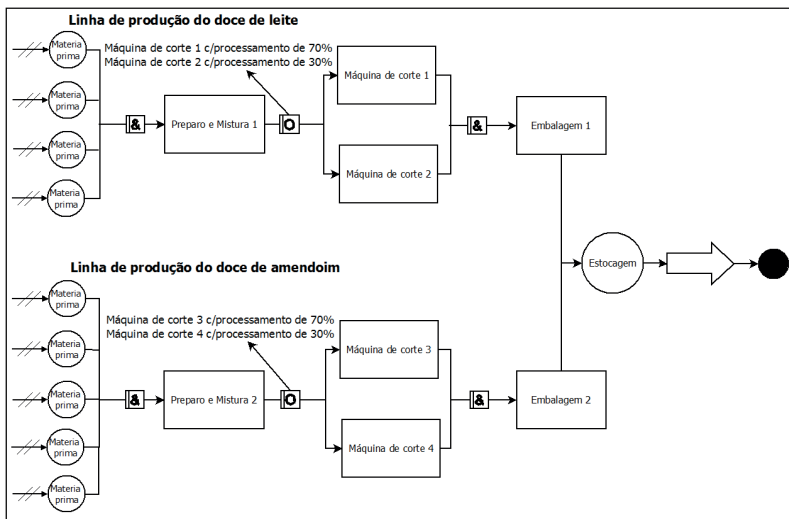 Linha de produção do doce de leite
Materia
prima
Máquina de corte 1 c/processamento de 70%
Máquina de corte 2 c/processamento de 30%
Materia
prima
Materia
prima
Materia
prima
&
Preparo e Mistura 1
O
Máquina de corte 1
Máquina de corte 2
&
Embalagem 1
Estocagem
Linha de produção do doce de amendoim
Materia
prima
Máquina de corte 3 c/processamento de 70%
Máquina de corte 4 c/processamento de 30%
Materia
prima
Materia
prima
Materia
prima
Materia
prima
&
Preparo e Mistura 2
O
Máquina de corte 3
Máquina de corte 4
&
Embalagem 2